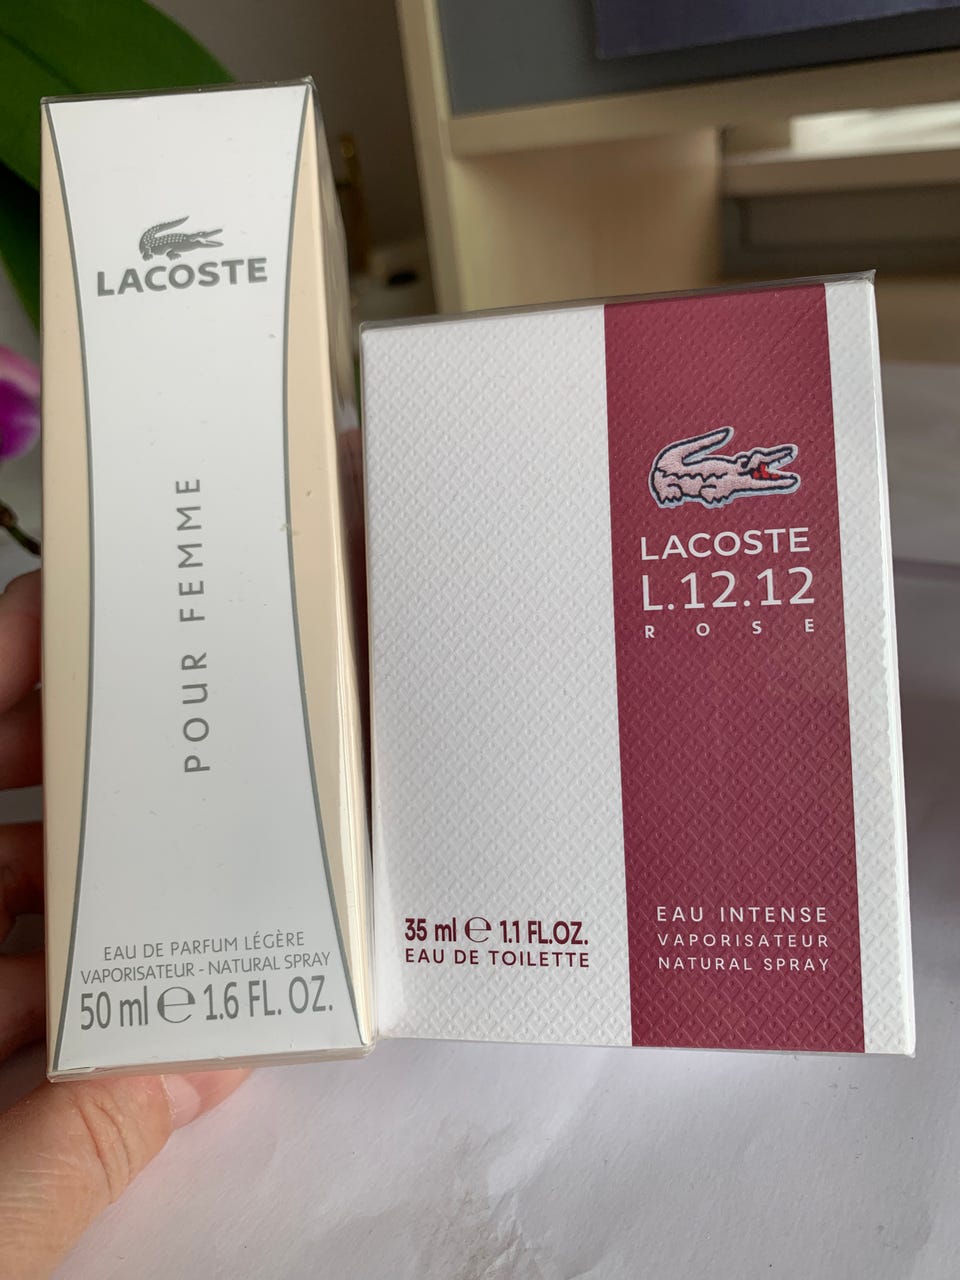 LACOSTE
POUR FEMME
EAU DE PARFUM LÉGÈRE
VAPORISATEUR - NATURAL SPRAY
50 ml ℮ 1.6 FL. OZ.
LACOSTE
L.12.12
ROSE
35 ml ℮ 1.1 FL.OZ.
EAU DE TOILETTE
EAU INTENSE
VAPORISATEUR
NATURAL SPRAY